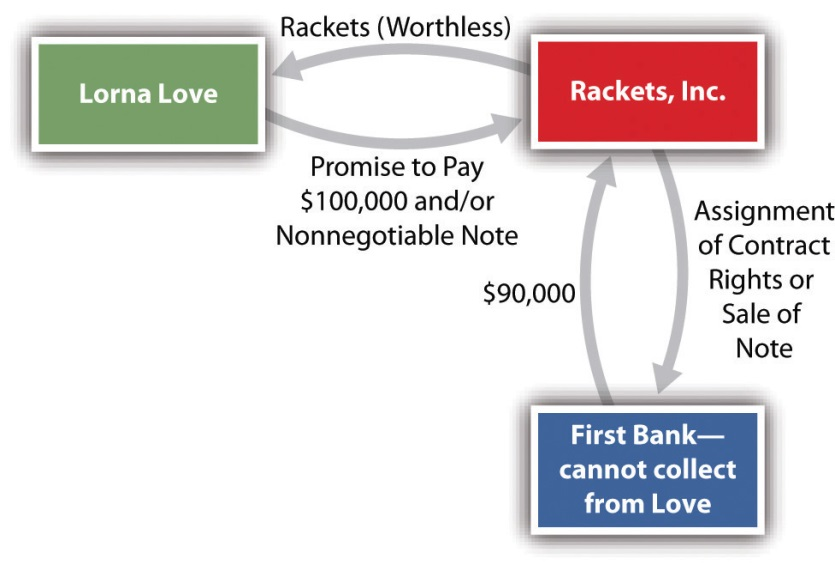 Rackets (Worthless)
Lorna Love
Rackets, Inc.
Promise to Pay
$100,000 and/or
Nonnegotiable Note
Assignment
of Contract
Rights or
Sale of
Note
$90,000
First Bank—
cannot collect
from Love